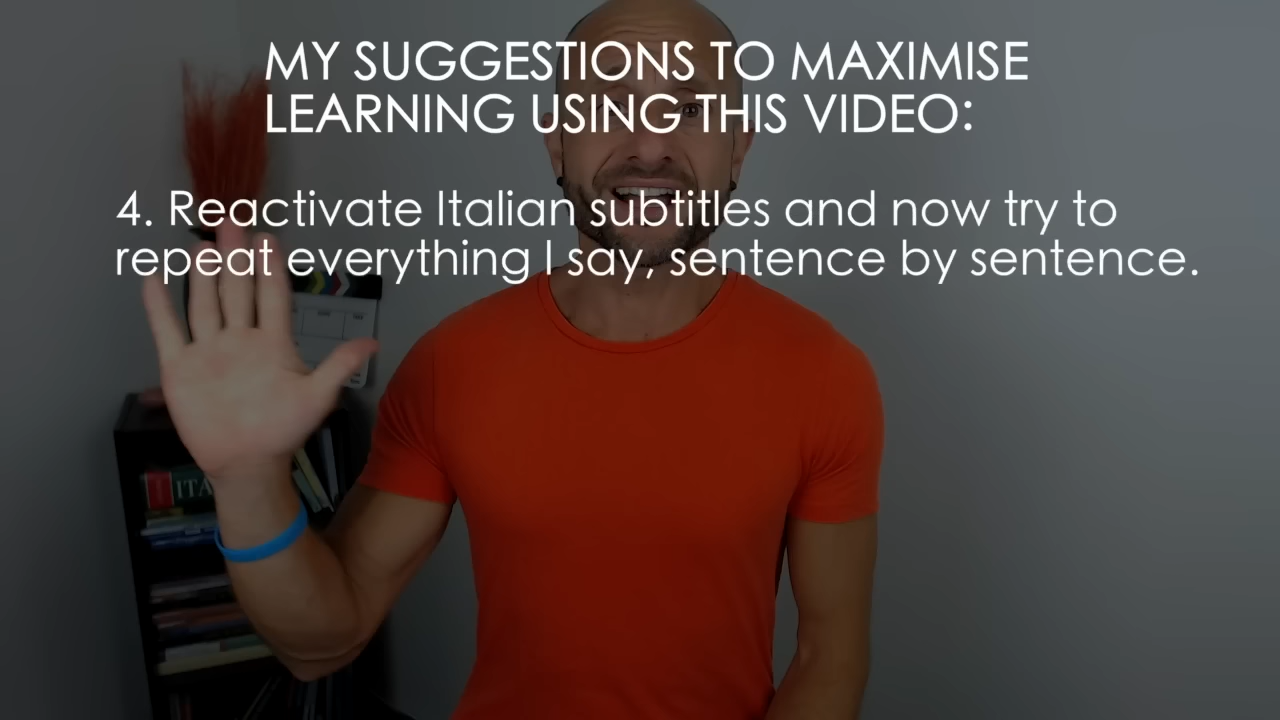 MY SUGGESTIONS TO MAXIMISE
LEARNING USING THIS VIDEO:
4. Reactivate Italian subtitles and now try to
repeat everything I say, sentence by sentence.
ITA